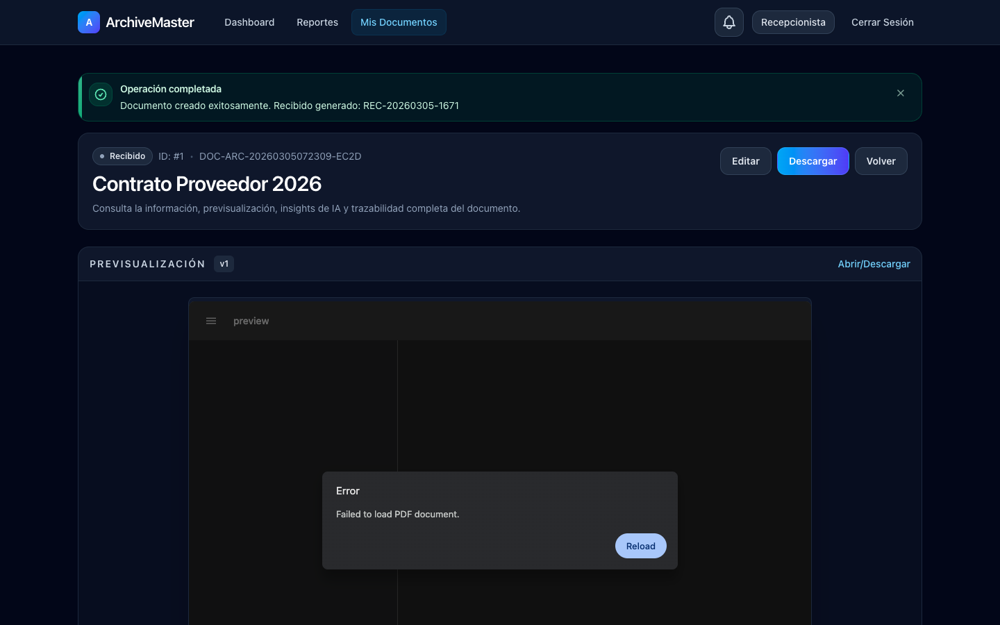 A ArchiveMaster Dashboard Reportes Mis Documentos Recepcionista Cerrar Sesión
Operación completada
Documento creado exitosamente. Recibido generado: REC-20260305-1671
Recibido ID: #1 • DOC-ARC-20260305072309-EC2D
Editar Descargar Volver
Contrato Proveedor 2026
Consulta la información, previsualización, insights de IA y trazabilidad completa del documento.
PREVISUALIZACIÓN v1 Abrir/Descargar
preview
Error
Failed to load PDF document.
Reload